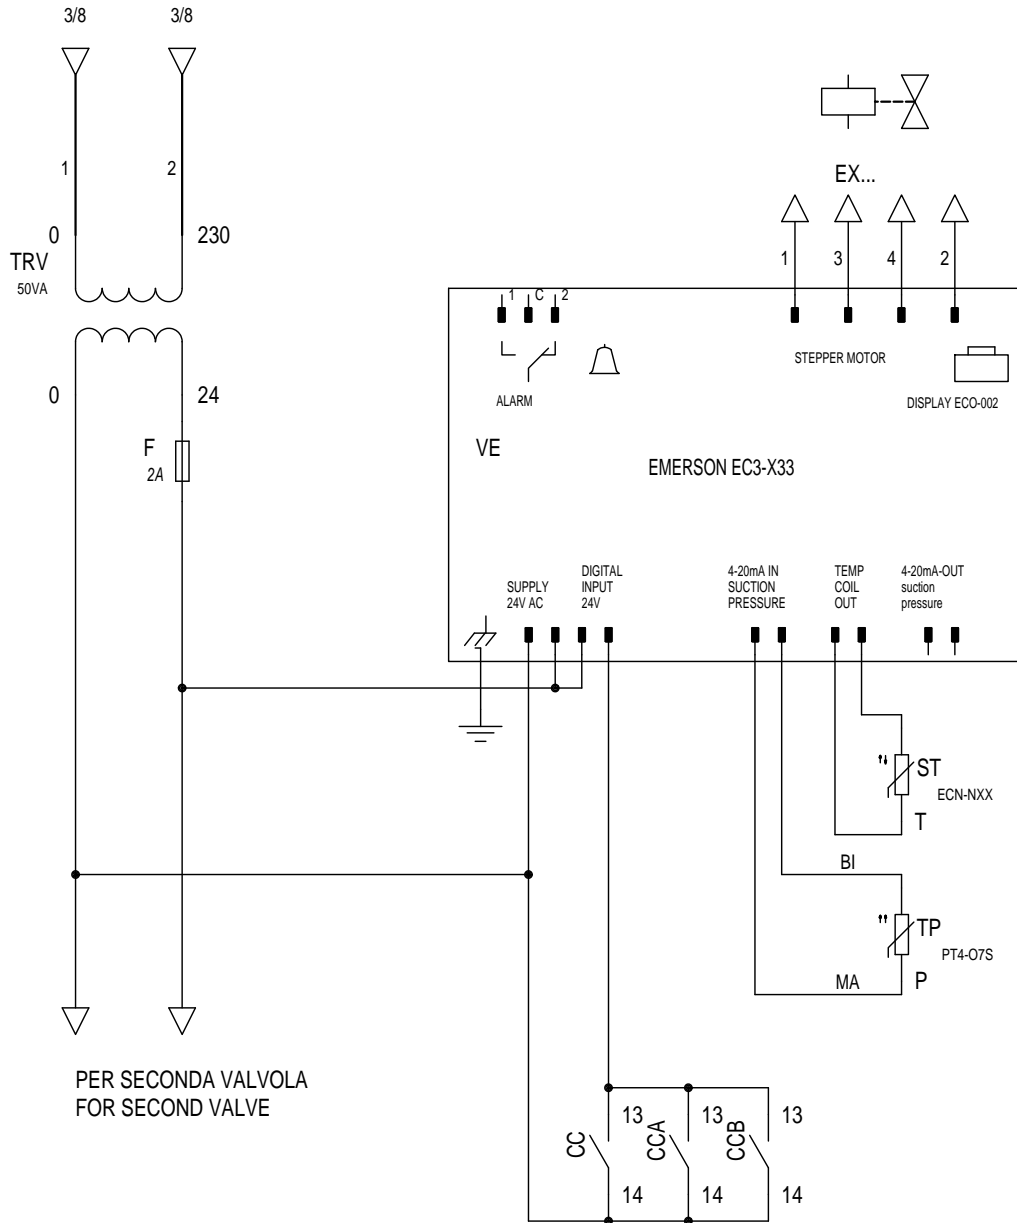 3/8
3/8
1
2
0
230
TRV
50VA
0
24
F
2A
EX...
1
3
4
2
1
C
2
ALARM
STEPPER MOTOR
DISPLAY ECO-002
VE
EMERSON EC3-X33
SUPPLY
24V AC
DIGITAL
INPUT
24V
4-20mA IN
SUCTION
PRESSURE
TEMP
COIL
OUT
4-20mA-OUT
suction
pressure
ST
ECN-NXX
T
BI
TP
PT4-O7S
MA
P
PER SECONDA VALVOLA
FOR SECOND VALVE
CC
13
14
CCA
13
14
CCB
13
14